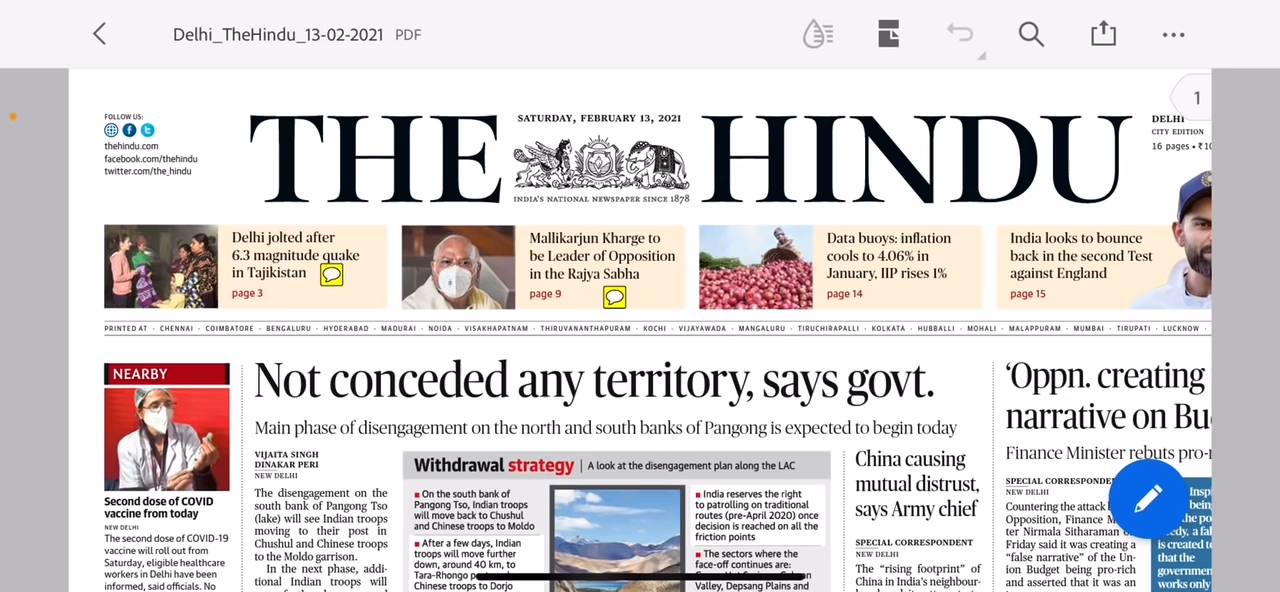 Delhi_TheHindu_13-02-2021 PDF
1
FOLLOW US:
thehindu.com
facebook.com/thehindu
twitter.com/the_hindu
SATURDAY, FEBRUARY 13, 2021
THE HINDU
INDIA'S NATIONAL NEWSPAPER SINCE 1878
DELHI
CITY EDITION
16 pages • ₹10
Delhi jolted after
6.3 magnitude quake
in Tajikistan
page 3
Mallikarjun Kharge to
be Leader of Opposition
in the Rajya Sabha
page 9
Data buoys: inflation
cools to 4.06% in
January, IIP rises 1%
page 14
India looks to bounce
back in the second Test
against England
page 15
PRINTED AT · CHENNAI · COIMBATORE · BENGALURU · HYDERABAD · MADURAI · NOIDA · VISAKHAPATNAM · THIRUVANANTHAPURAM · KOCHI · VIJAYAWADA · MANGALURU · TIRUCHIRAPALLI · KOLKATA · HUBBALLI · MOHALI · MALAPPURAM · MUMBAI · TIRUPATI · LUCKNOW ·
NEARBY
Second dose of COVID
vaccine from today
NEW DELHI
The second dose of COVID-19
vaccine will roll out from
Saturday, eligible healthcare
workers in Delhi have been
informed, said officials. No
Not conceded any territory, says govt.
Main phase of disengagement on the north and south banks of Pangong is expected to begin today
VIJAITA SINGH
DINAKAR PERI
NEW DELHI
The disengagement on the
south bank of Pangong Tso
(lake) will see Indian troops
moving to their post in
Chushul and Chinese troops
to the Moldo garrison.
In the next phase, addi-
tional Indian troops will
Withdrawal strategy | A look at the disengagement plan along the LAC
On the south bank of
Pangong Tso, Indian troops
will move back to Chushul
and Chinese troops to Moldo
After a few days, Indian
troops will move further
down, around 40 km, to
Tara-Rhongo
Chinese troops to Dorjo
India reserves the right
to patrolling on traditional
routes (pre-April 2020) once
decision is reached on all the
friction points
The sectors where the
face-off continues are:
Valley, Depsang Plains and
China causing
mutual distrust,
says Army chief
SPECIAL CORRESPONDENT
NEW DELHI
The "rising footprint" of
China in India's neighbour-
'Oppn. creating
narrative on Bu
Finance Minister rebuts pro-r
SPECIAL CORRESPONDE
NEW DELHI
Countering the attack
Opposition, Finance M
ter Nirmala Sitharaman
Friday said it was creating a
"false narrative" of the Un-
ion Budget being pro-rich
and asserted that it was an
Insp
being
the po
edy, a fal
is created t
that the
governmen
works only